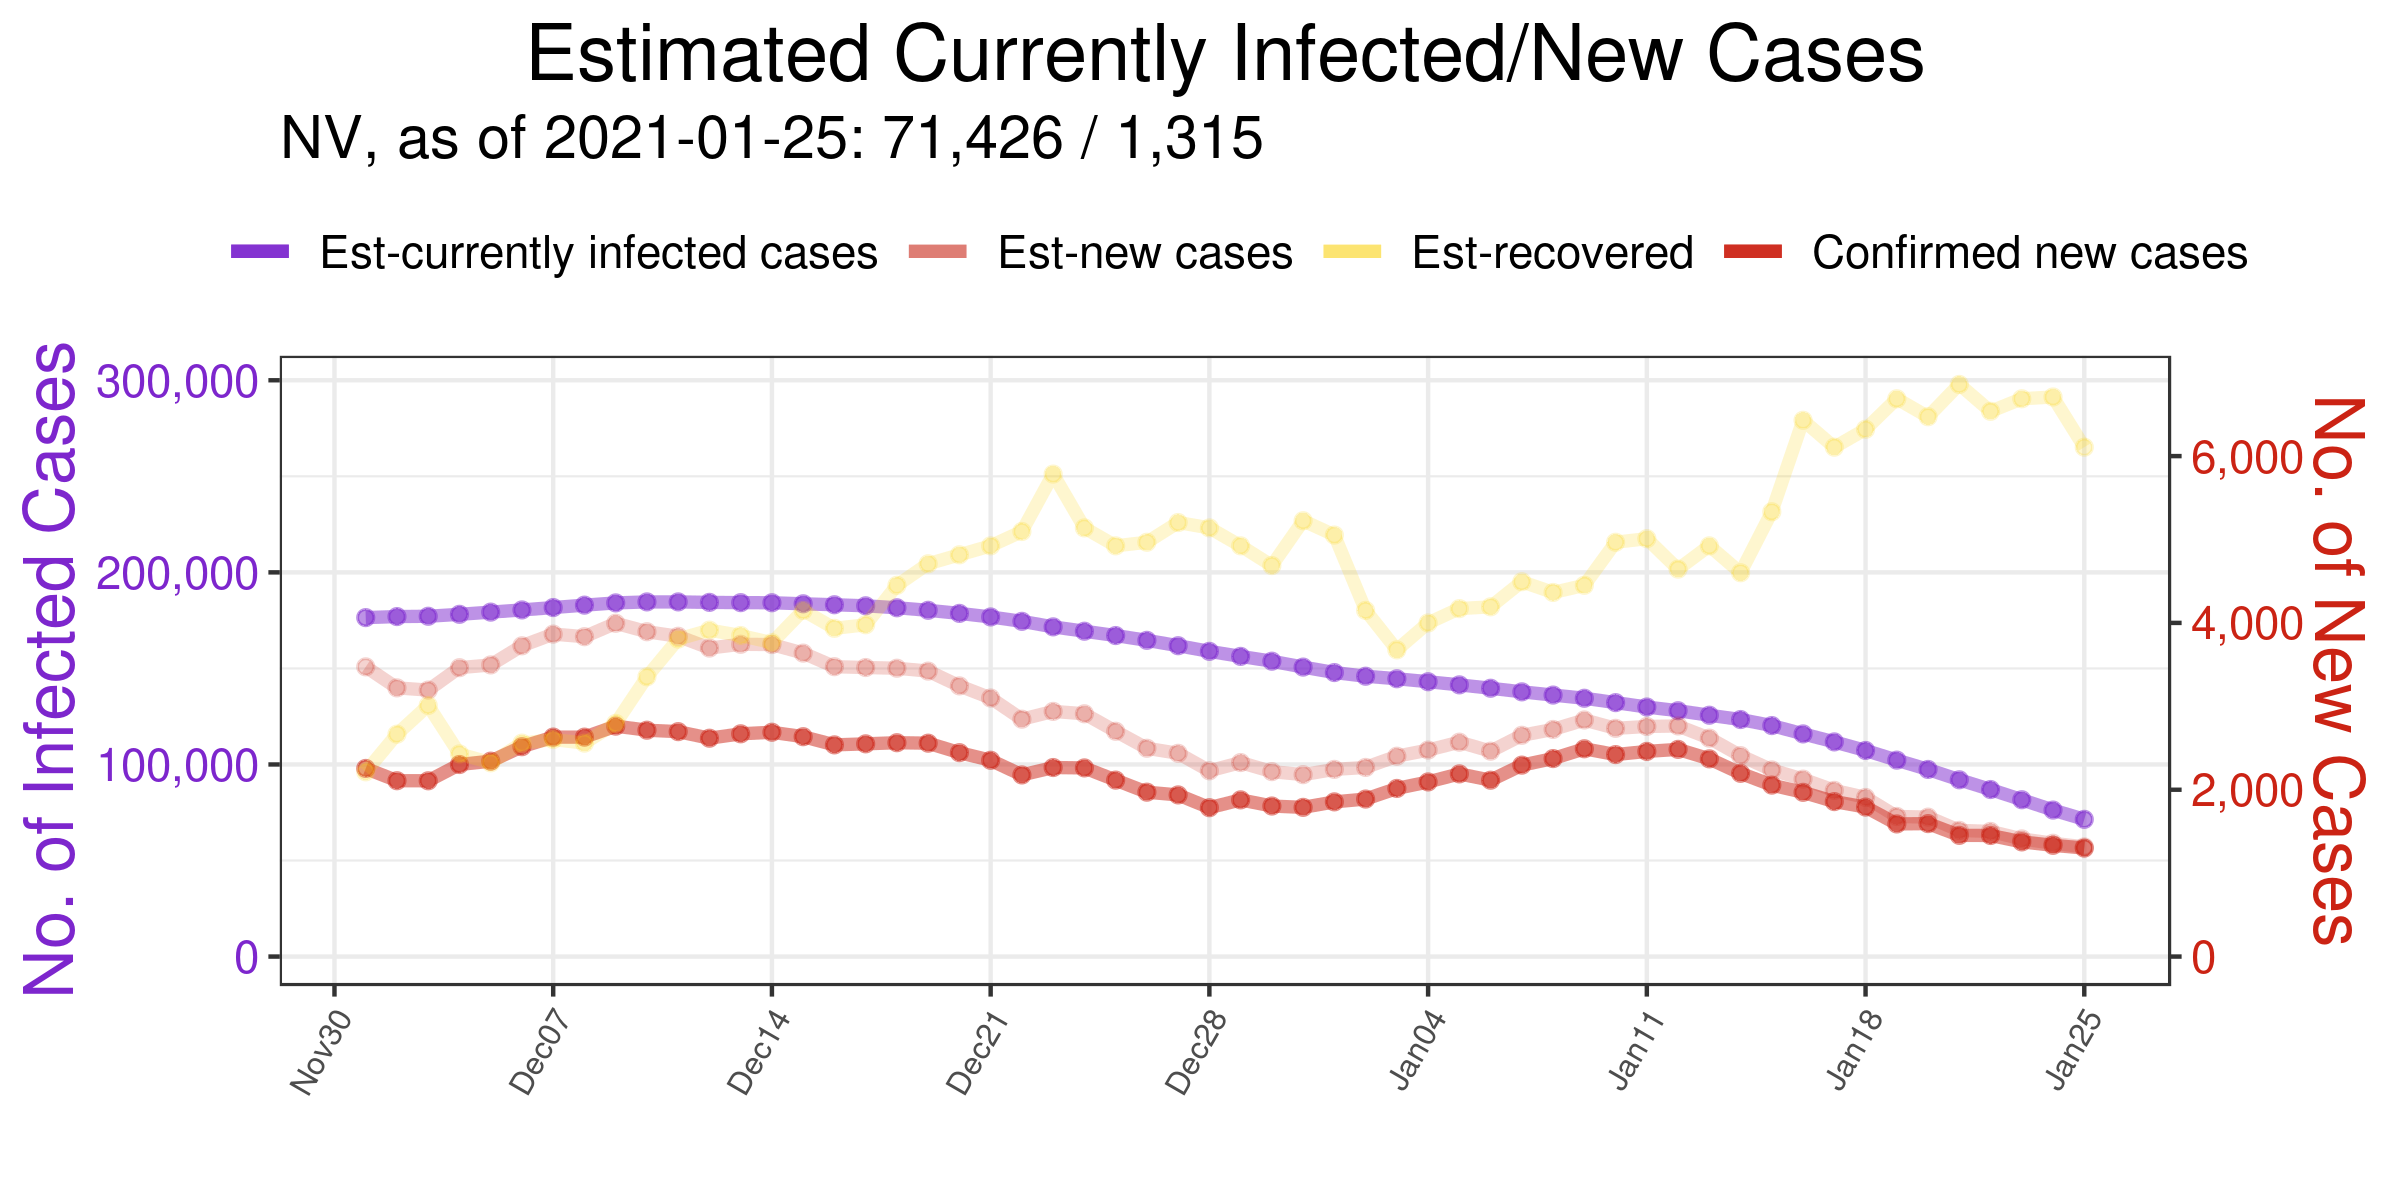 Estimated Currently Infected/New Cases
NV, as of 2021-01-25: 71,426 / 1,315
Est-currently infected cases Est-new cases Est-recovered Confirmed new cases
No. of Infected Cases
300,000
200,000
100,000
0
6,000
4,000
2,000
0
No. of New Cases
Nov30 Dec07 Dec14 Dec21 Dec28 Jan04 Jan11 Jan18 Jan25